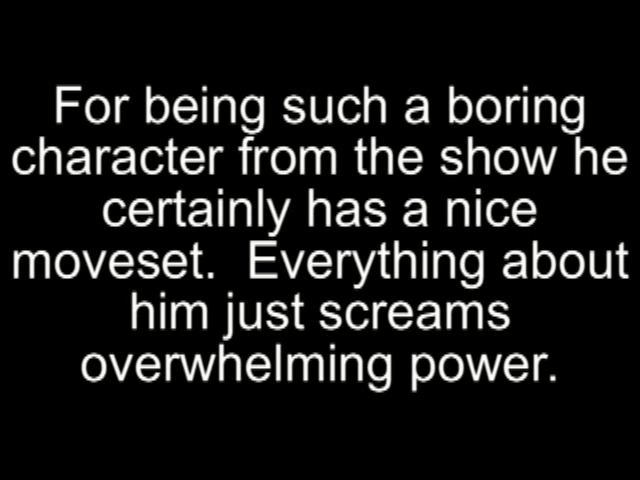 For being such a boring
character from the show he
certainly has a nice
moveset.  Everything about
him just screams
overwhelming power.